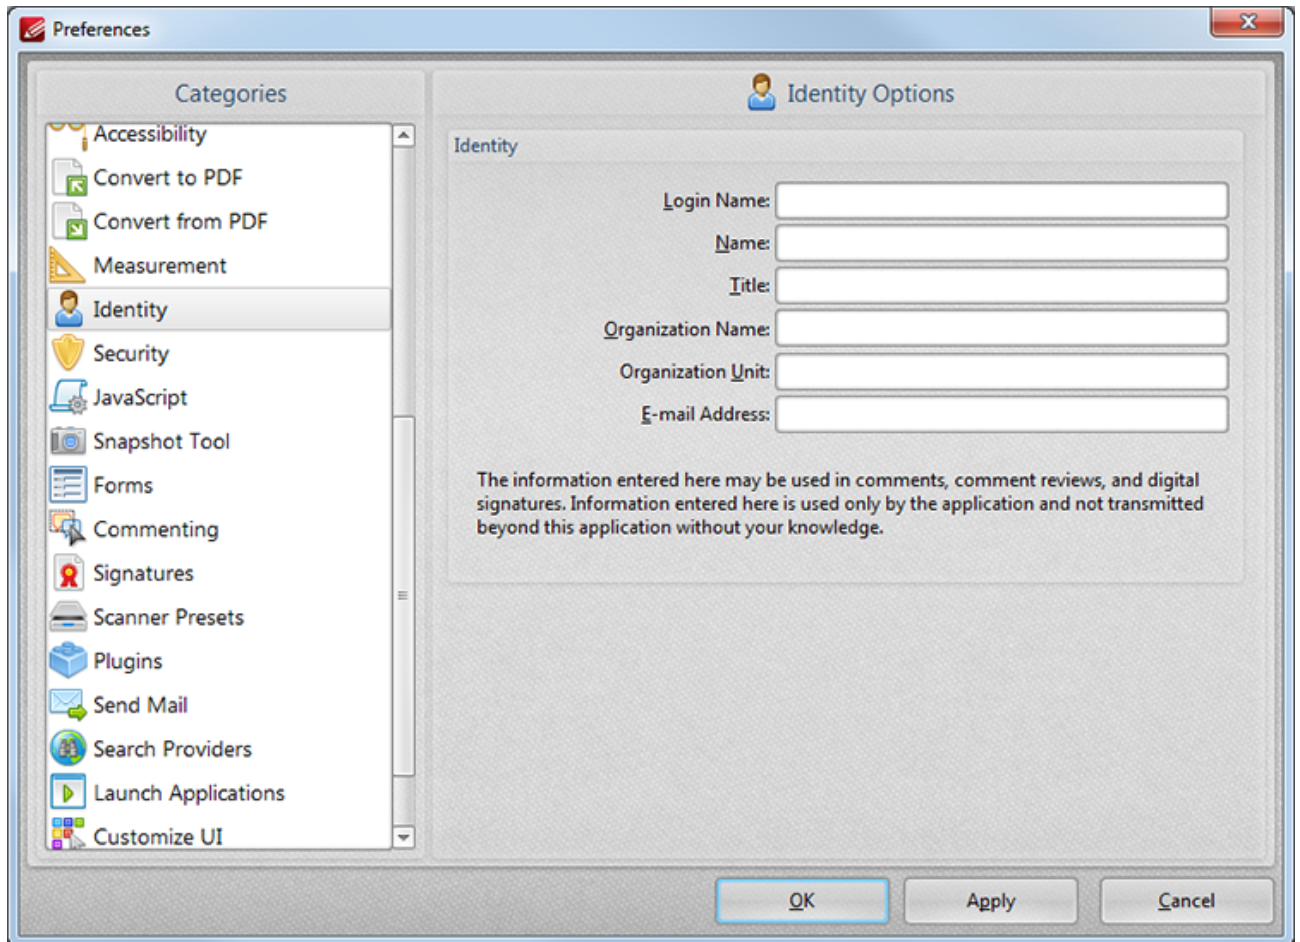 Preferences
Categories
Accessibility
Convert to PDF
Convert from PDF
Measurement
Identity
Security
JavaScript
Snapshot Tool
Forms
Commenting
Signatures
Scanner Presets
Plugins
Send Mail
Search Providers
Launch Applications
Customize UI
Identity Options
Identity
Login Name:
Name:
Title:
Organization Name:
Organization Unit:
E-mail Address:
The information entered here may be used in comments, comment reviews, and digital
signatures. Information entered here is used only by the application and not transmitted
beyond this application without your knowledge.
OK
Apply
Cancel